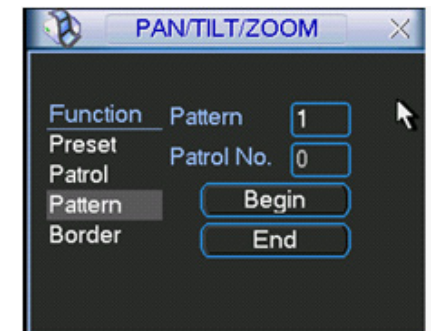 PAN/TILT/ZOOM
Function
Preset
Patrol
Pattern
Border
Pattern 1
Patrol No. 0
Begin
End